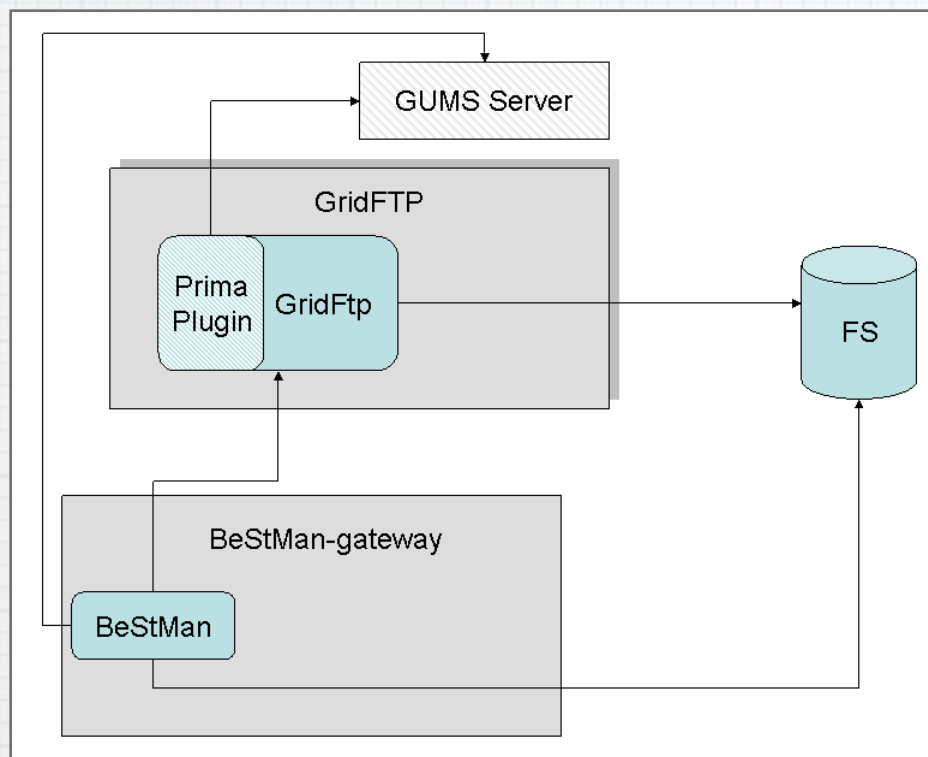 GUMS Server
GridFTP
Prima
Plugin
GridFtp
FS
BeStMan-gateway
BeStMan